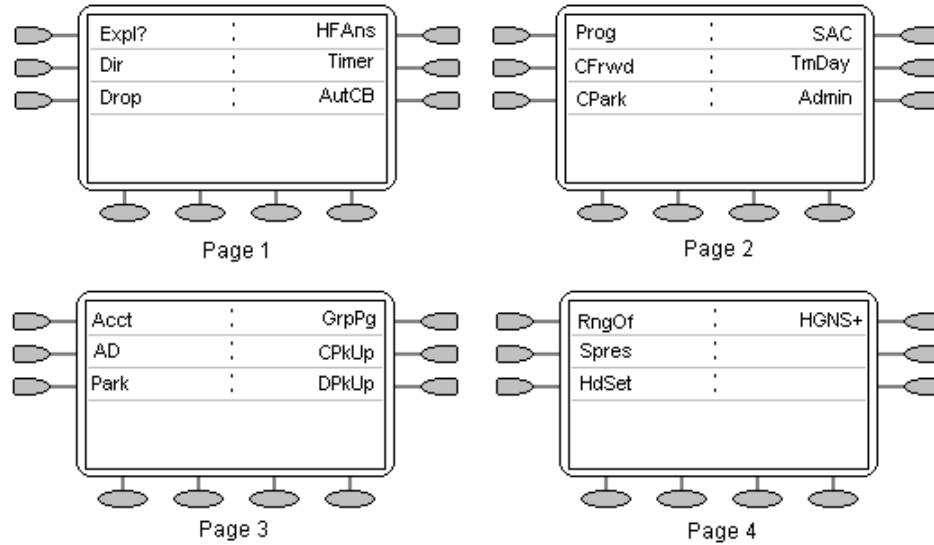 Expl? : HFAns
Dir : Timer
Drop : AutCB
Page 1
Prog : SAC
CFrwd : TmDay
CPark : Admin
Page 2
Acct : GrpPg
AD : CPkUp
Park : DPkUp
Page 3
RngOf : HGNS+
Spres :
HdSet :
Page 4